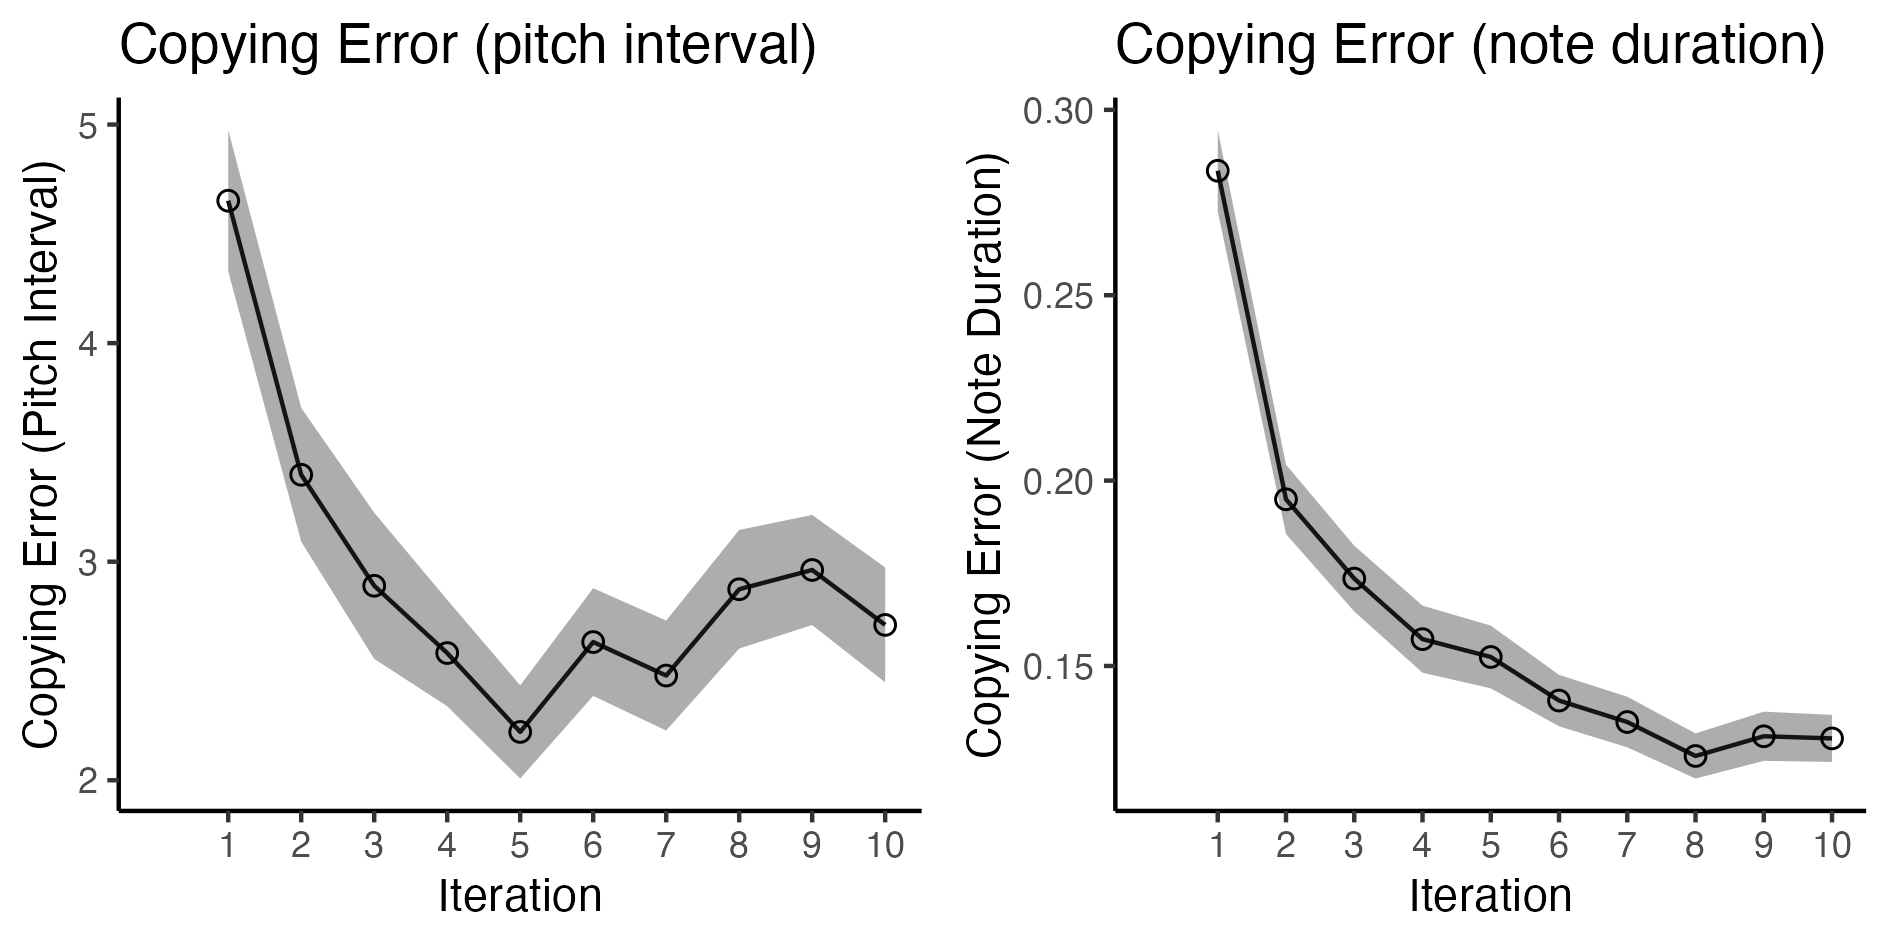 Copying Error (pitch interval)
Copying Error (Pitch Interval)
5
4
3
2
1 2 3 4 5 6 7 8 9 10
Iteration
Copying Error (note duration)
Copying Error (Note Duration)
0.30
0.25
0.20
0.15
1 2 3 4 5 6 7 8 9 10
Iteration